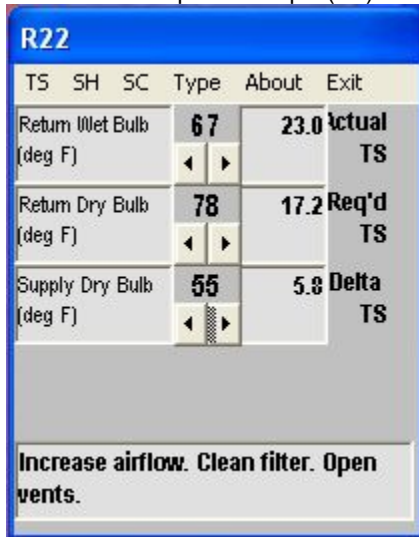 R22
TS SH SC Type About Exit
Return Wet Bulb 67 23.0 Actual
(deg F) TS
Return Dry Bulb 78 17.2 Req'd
(deg F) TS
Supply Dry Bulb 55 5.8 Delta
(deg F) TS
Increase airflow. Clean filter. Open
vents.